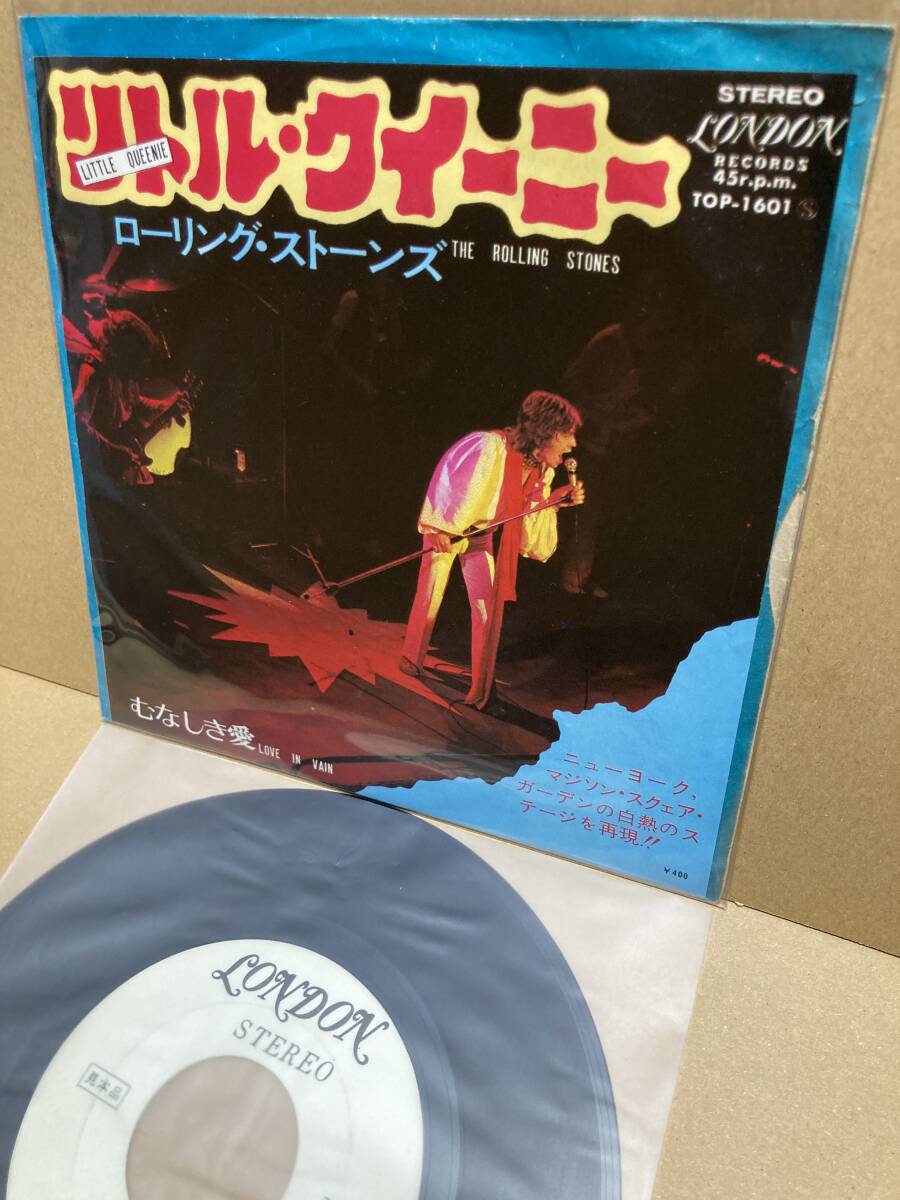 リトル・クイーニー
LITTLE QUEENIE
STEREO
LONDON
RECORDS
45r.p.m.
TOP-1601 Ⓢ
ローリング・ストーンズ THE ROLLING STONES
むなしき愛 LOVE IN VAIN
ニューヨーク,
マジソン・スクェア・
ガーデンの白熱のス
テージを再現!!
¥400
LONDON
STEREO
見本品